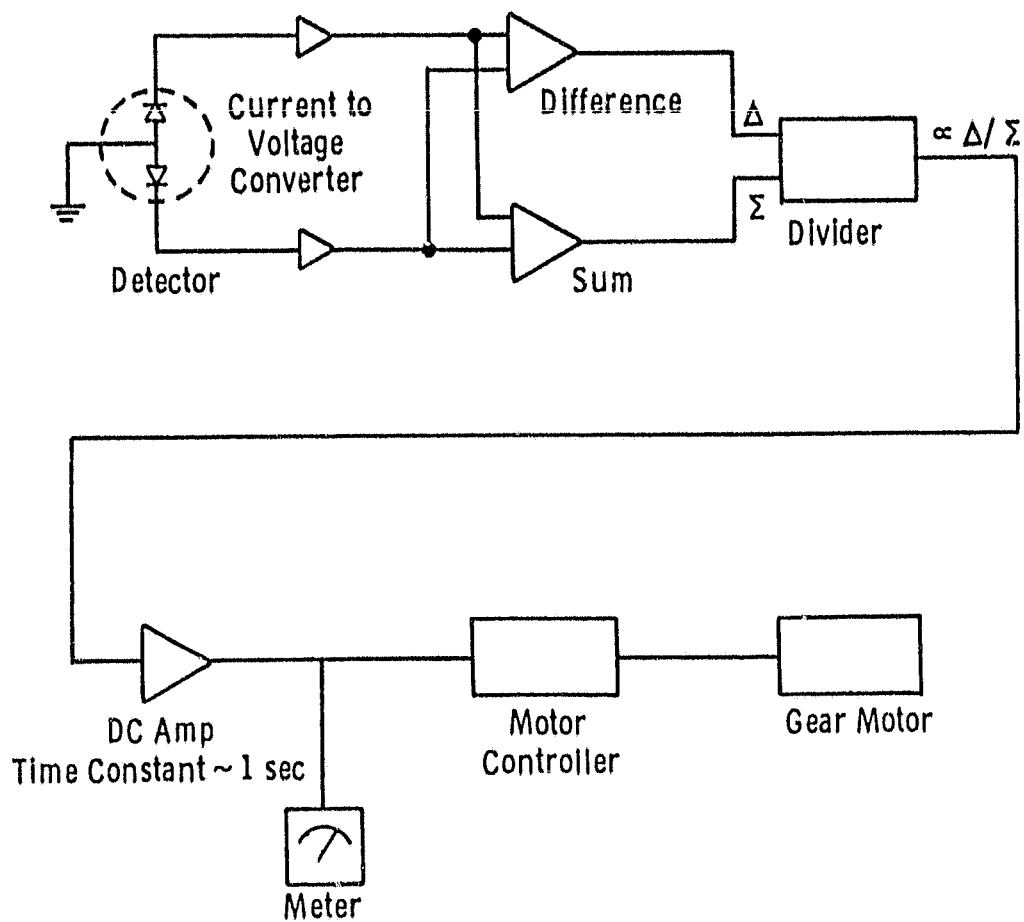 Current to
Voltage
Converter
Detector
Difference
Sum
Δ
Σ
Divider
∝ Δ/Σ
DC Amp
Time Constant ~ 1 sec
Motor
Controller
Gear Motor
Meter